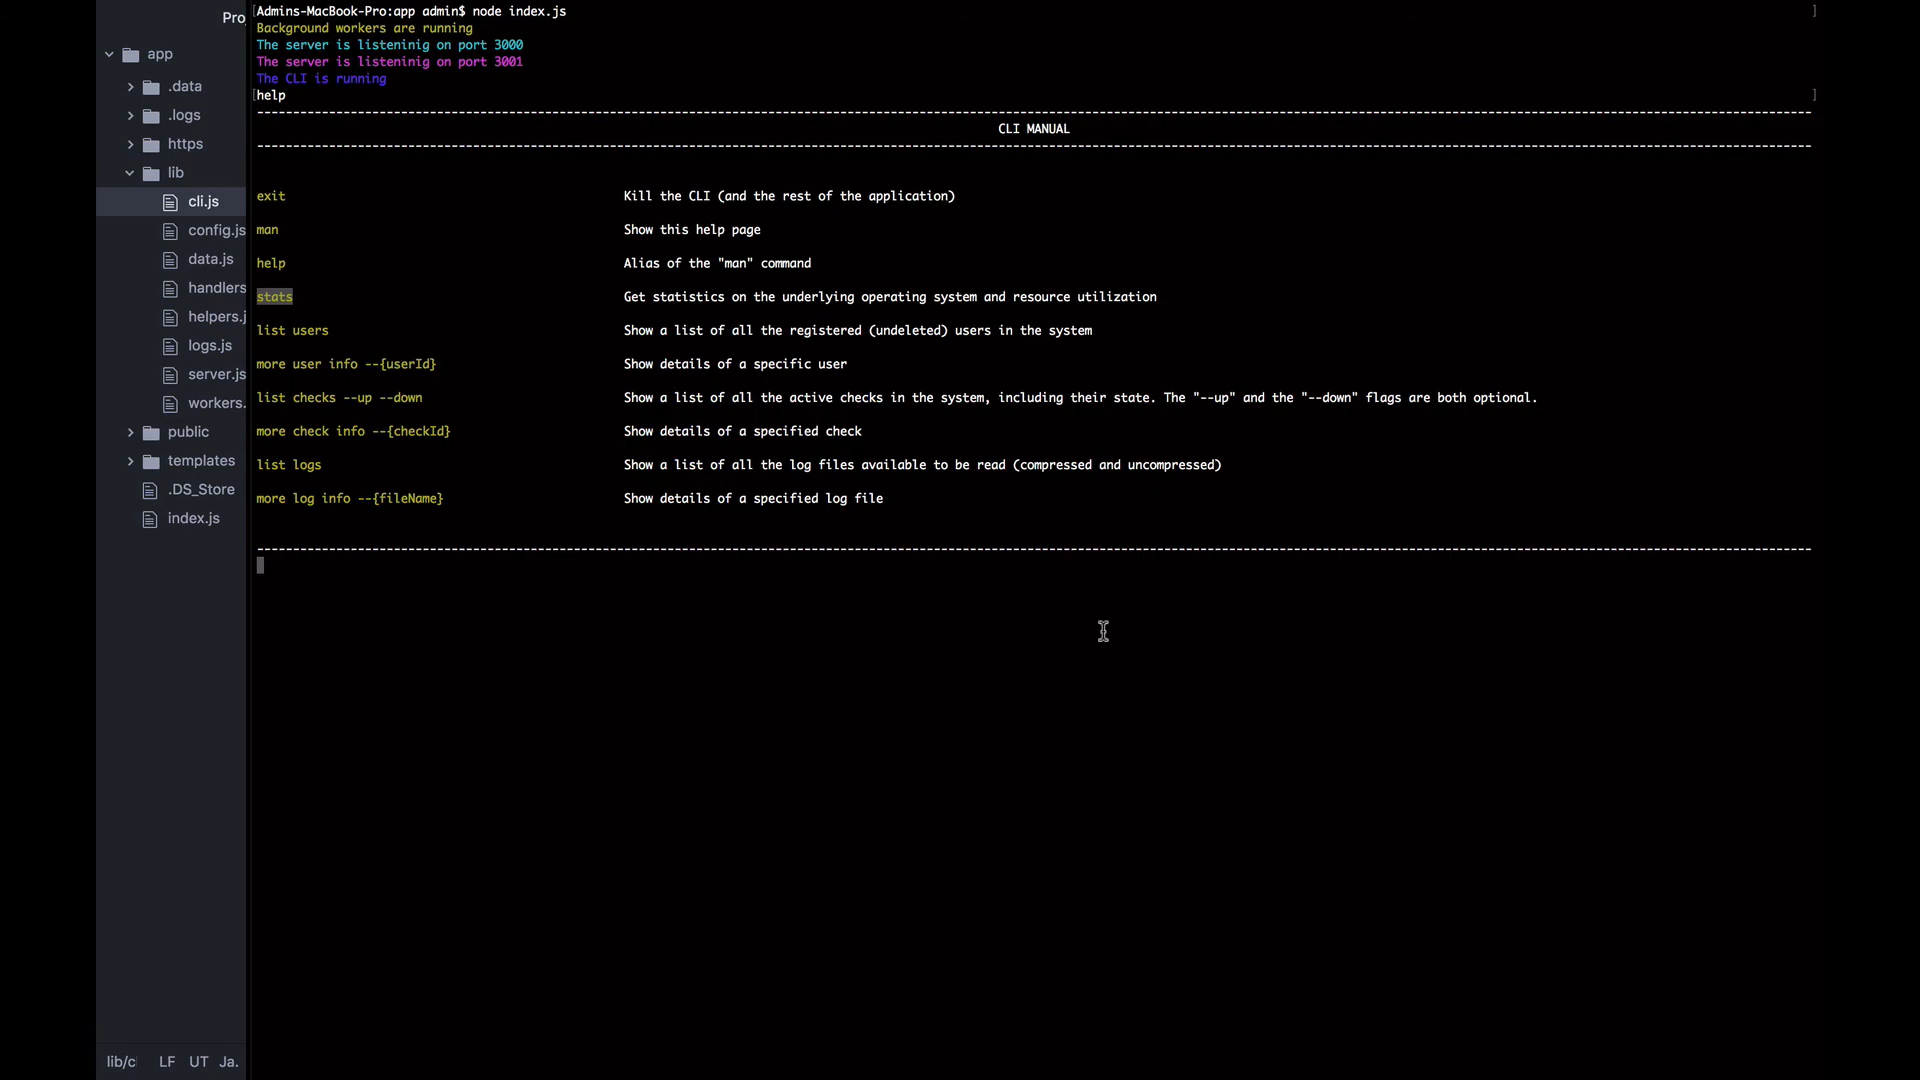 Pro
app
.data
.logs
https
lib
cli.js
config.js
data.js
handlers
helpers.j
logs.js
server.js
workers.
public
templates
.DS_Store
index.js
lib/c LF UT Ja.
[Admins-MacBook-Pro:app admin$ node index.js ]
Background workers are running
The server is listeninig on port 3000
The server is listeninig on port 3001
The CLI is running
[help ]
CLI MANUAL
exit Kill the CLI (and the rest of the application)
man Show this help page
help Alias of the "man" command
stats Get statistics on the underlying operating system and resource utilization
list users Show a list of all the registered (undeleted) users in the system
more user info --{userId} Show details of a specific user
list checks --up --down Show a list of all the active checks in the system, including their state. The "--up" and the "--down" flags are both optional.
more check info --{checkId} Show details of a specified check
list logs Show a list of all the log files available to be read (compressed and uncompressed)
more log info --{fileName} Show details of a specified log file